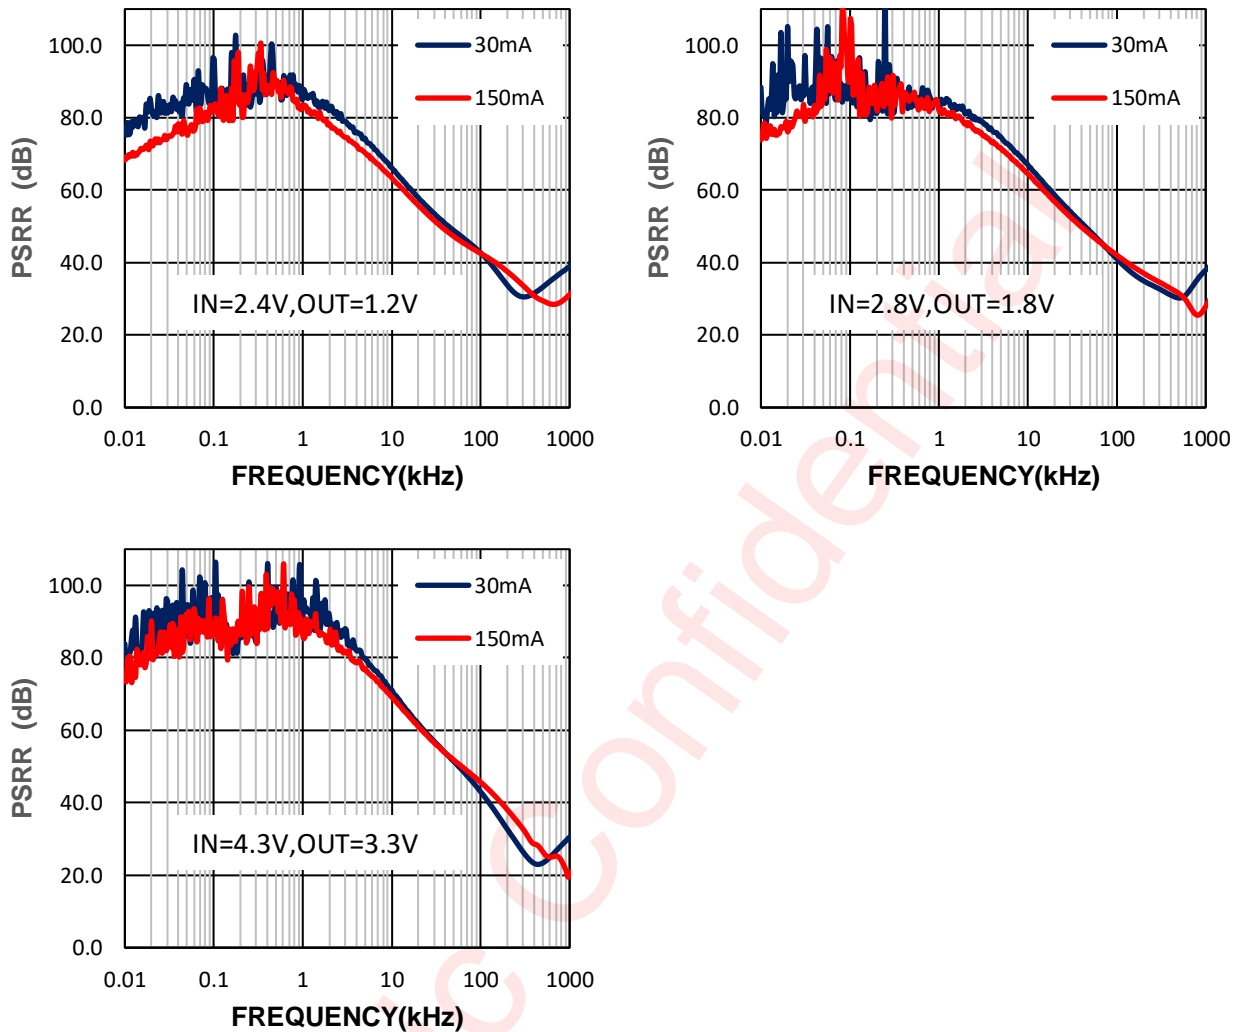 100.0
80.0
60.0
40.0
20.0
0.0
PSRR (dB)
30mA
150mA
IN=2.4V,OUT=1.2V
0.01 0.1 1 10 100 1000
FREQUENCY(kHz)
100.0
80.0
60.0
40.0
20.0
0.0
PSRR (dB)
30mA
150mA
IN=2.8V,OUT=1.8V
0.01 0.1 1 10 100 1000
FREQUENCY(kHz)
100.0
80.0
60.0
40.0
20.0
0.0
PSRR (dB)
30mA
150mA
IN=4.3V,OUT=3.3V
0.01 0.1 1 10 100 1000
FREQUENCY(kHz)
ic Confidential